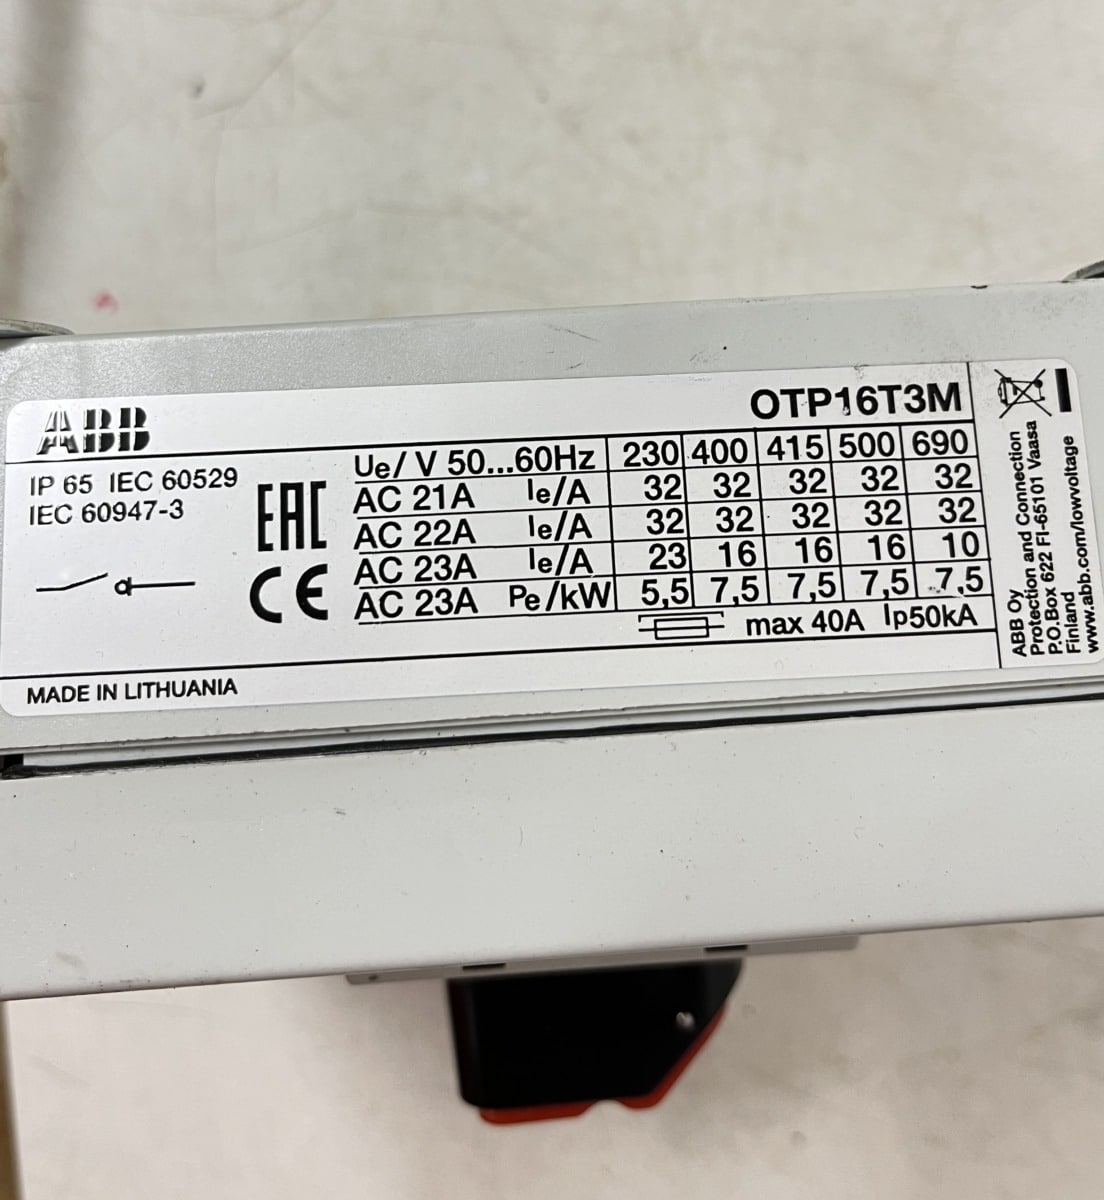 ABB
OTP16T3M
IP 65 IEC 60529
IEC 60947-3
EAC
CE
Ue/ V 50...60Hz 230 400 415 500 690
AC 21A Ie/A 32 32 32 32 32
AC 22A Ie/A 32 32 32 32 32
AC 23A Ie/A 23 16 16 16 10
AC 23A Pe/kW 5,5 7,5 7,5 7,5 7,5
max 40A Ip50kA
MADE IN LITHUANIA
ABB Oy
Protection and Connection
P.O.Box 622 FI-65101 Vaasa
Finland
www.abb.com/lowvoltage